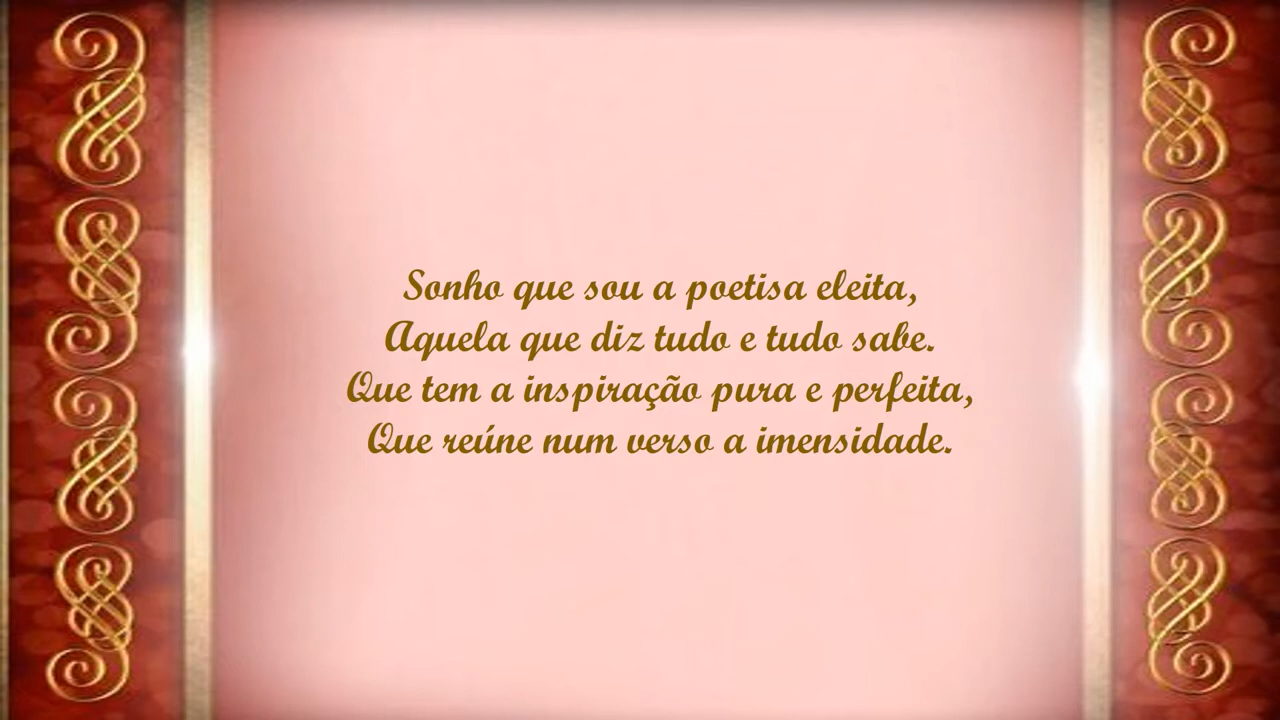 Sonho que sou a poetisa eleita,
Aquela que diz tudo e tudo sabe.
Que tem a inspiração pura e perfeita,
Que reúne num verso a imensidade.